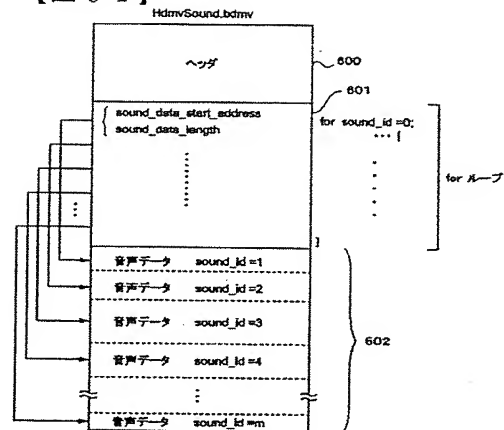 HdmvSound.bdmv
ヘッダ
600
601
sound_data_start_address
sound_data_length
for sound_id =0;
… {
for ループ
}
音声データ sound_id =1
音声データ sound_id =2
音声データ sound_id =3
音声データ sound_id =4
602
音声データ sound_id =m